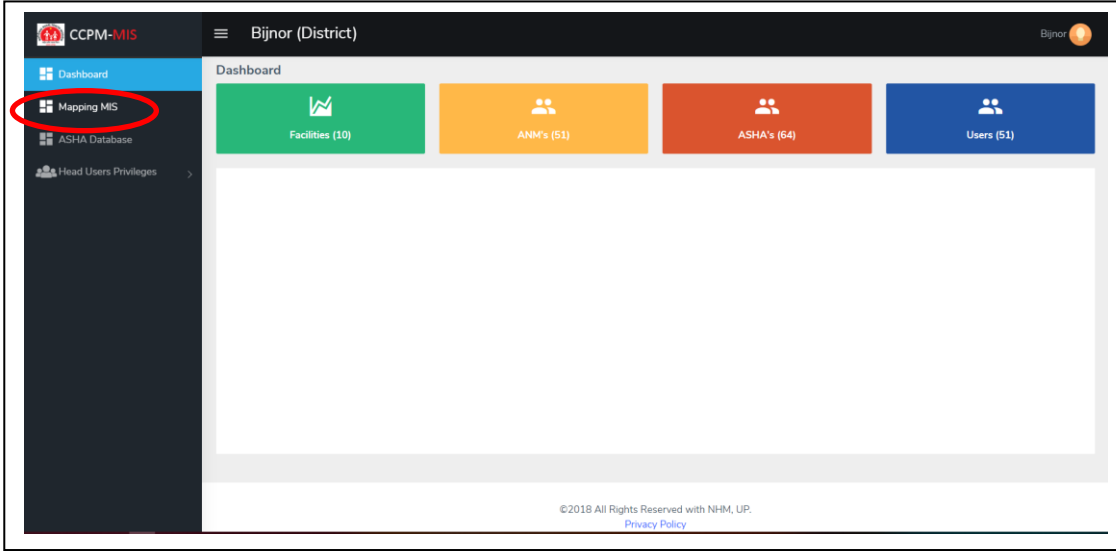 CCPM-MIS
Bijnor (District)
Bijnor
Dashboard
Mapping MIS
ASHA Database
Head Users Privileges
Dashboard
Facilities (10)
ANM's (51)
ASHA's (64)
Users (51)
©2018 All Rights Reserved with NHM, UP.
Privacy Policy